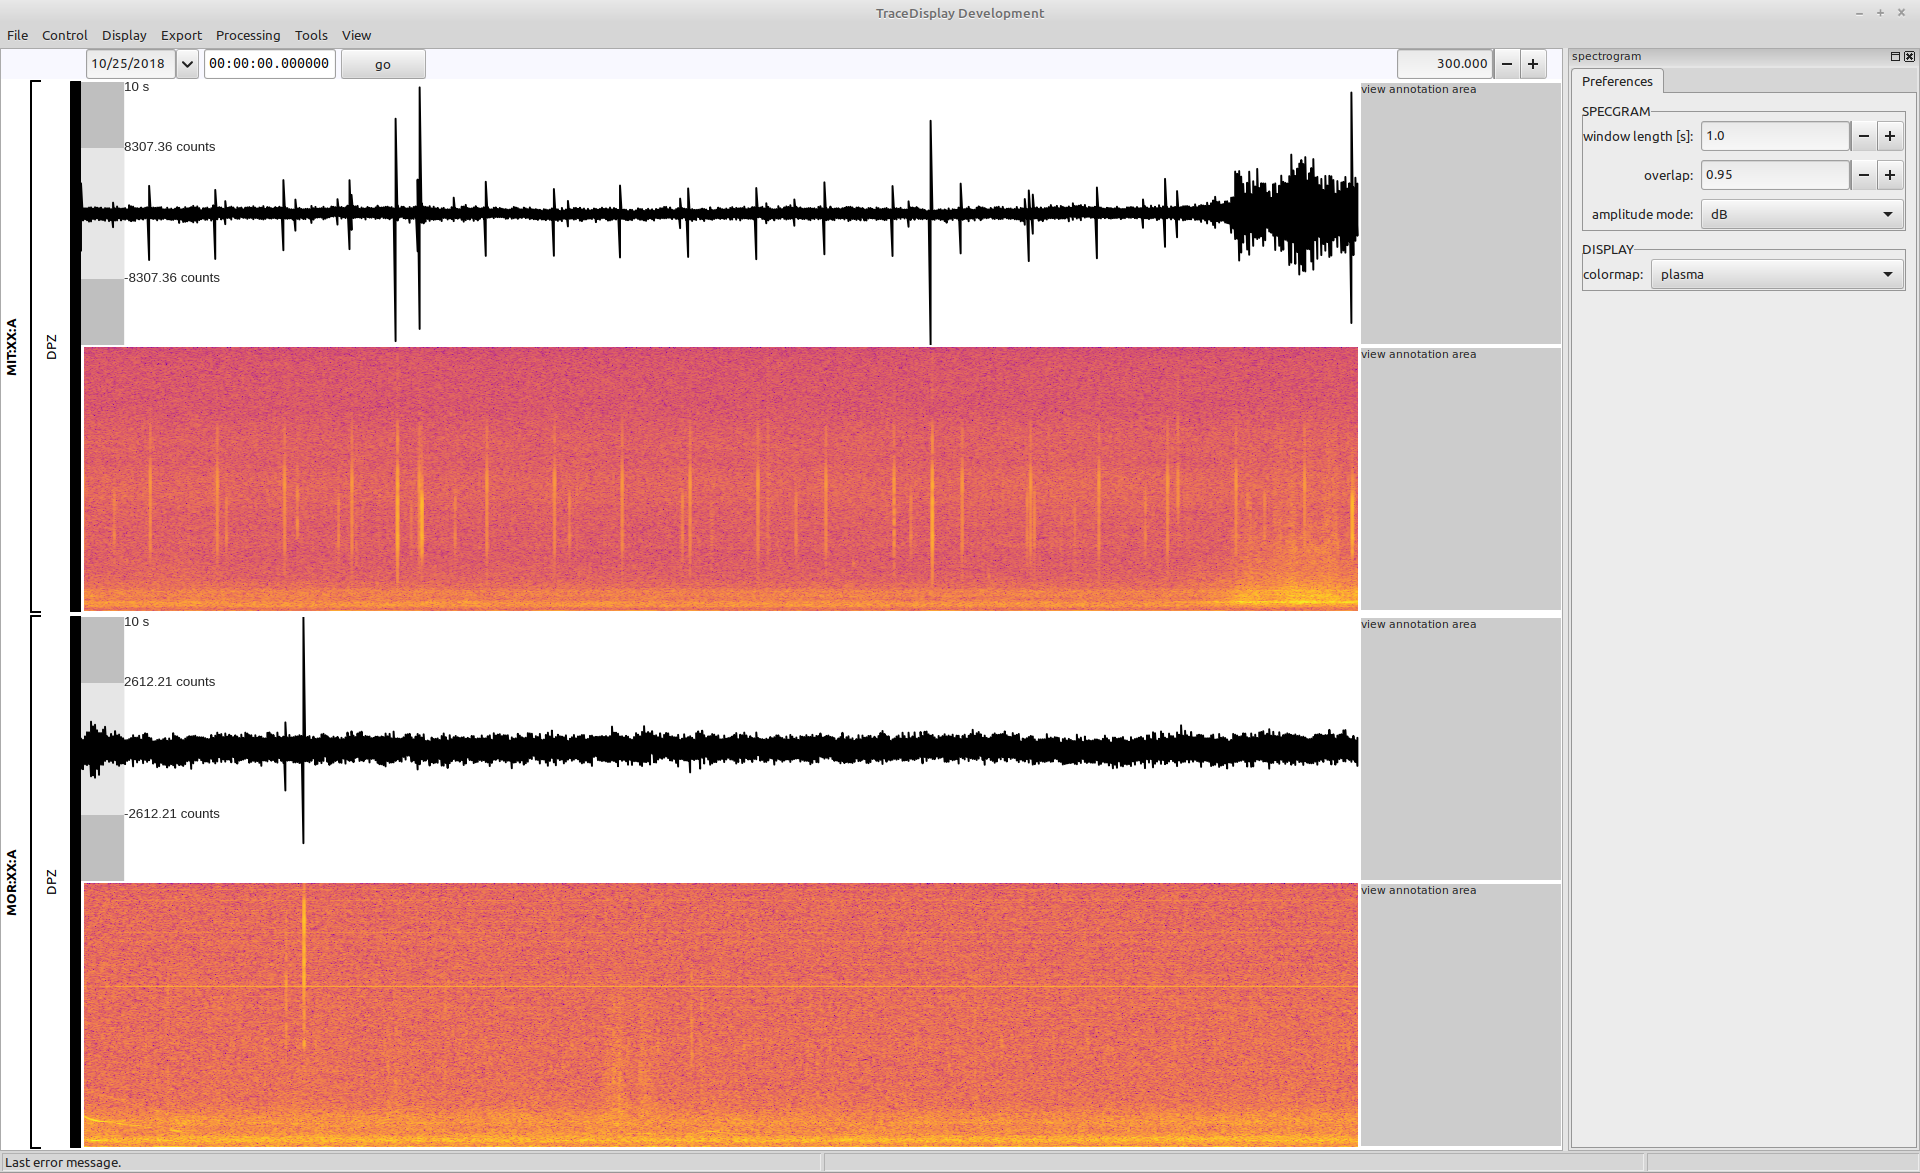 TraceDisplay Development
File Control Display Export Processing Tools View
10/25/2018 00:00:00.000000 go 300.000
10 s
8307.36 counts
-8307.36 counts
view annotation area
view annotation area
MIT:XX:A
DPZ
10 s
2612.21 counts
-2612.21 counts
view annotation area
view annotation area
MOR:XX:A
DPZ
spectrogram
Preferences
SPECGRAM
window length [s]: 1.0
overlap: 0.95
amplitude mode: dB
DISPLAY
colormap: plasma
Last error message.